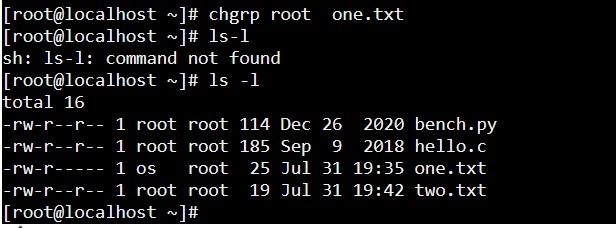 [root@localhost ~]# chgrp root  one.txt
[root@localhost ~]# ls-l
sh: ls-l: command not found
[root@localhost ~]# ls -l
total 16
-rw-r--r-- 1 root root 114 Dec 26  2020 bench.py
-rw-r--r-- 1 root root 185 Sep  9  2018 hello.c
-rw-r----- 1 os   root  25 Jul 31 19:35 one.txt
-rw-r--r-- 1 root root  19 Jul 31 19:42 two.txt
[root@localhost ~]#